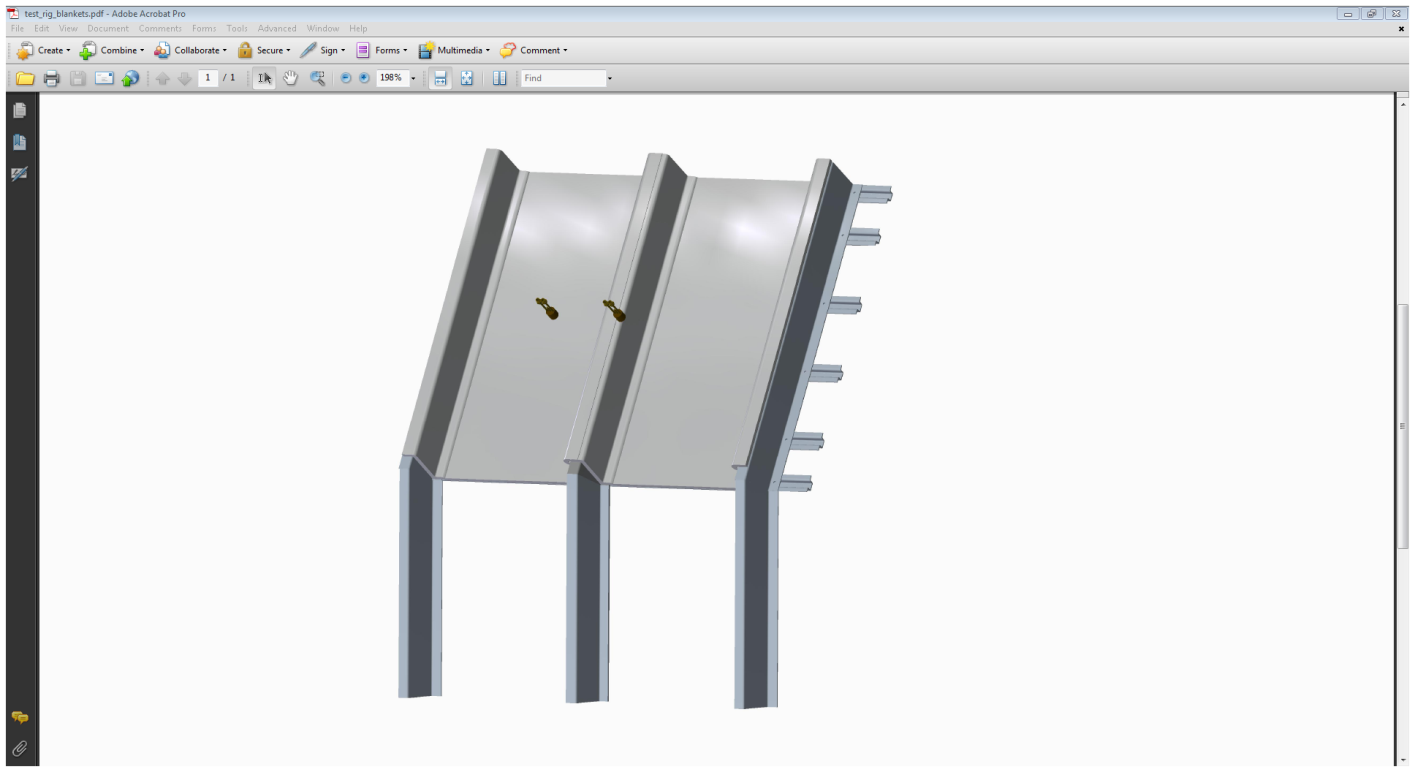 test_rig_blankets.pdf - Adobe Acrobat Pro
File Edit View Document Comments Forms Tools Advanced Window Help
Create Combine Collaborate Secure Sign Forms Multimedia Comment
1 / 1 198% Find